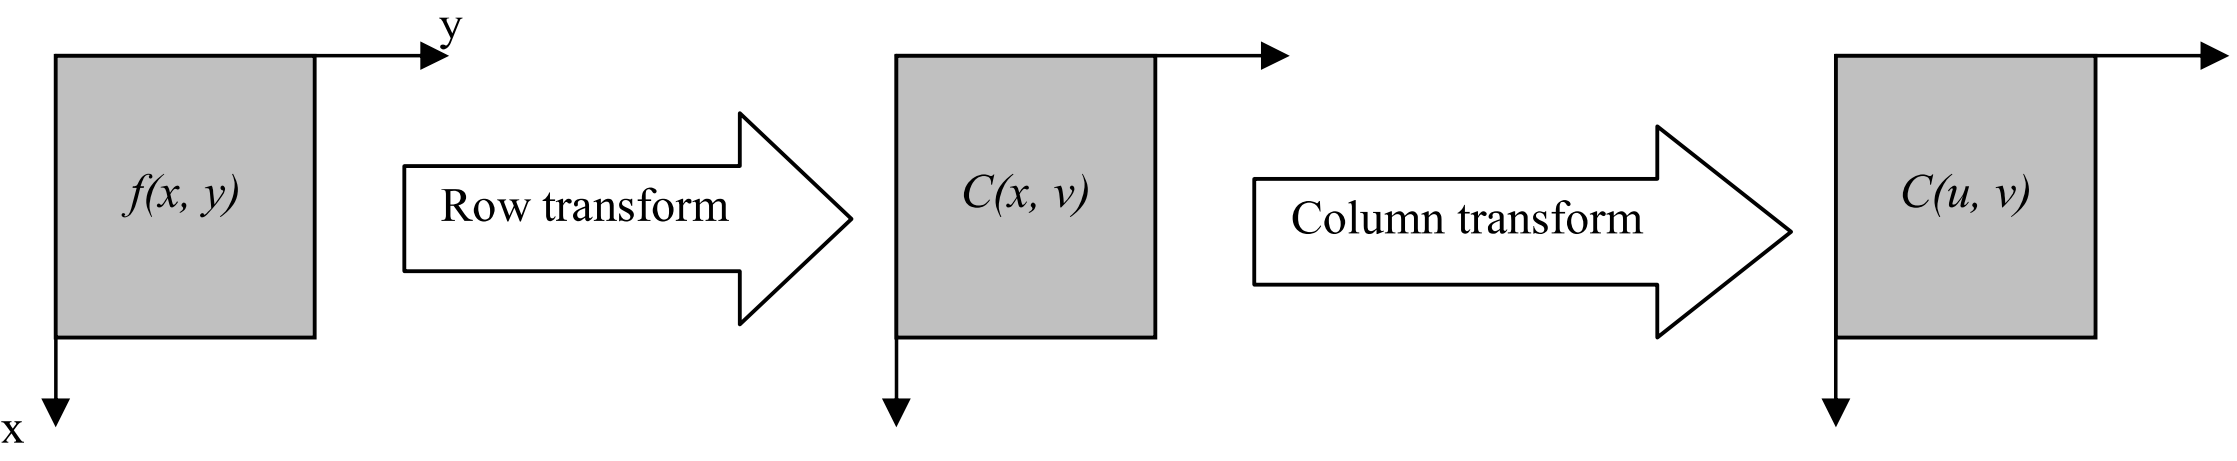 y
f(x, y)
Row transform
C(x, v)
Column transform
C(u, v)
x